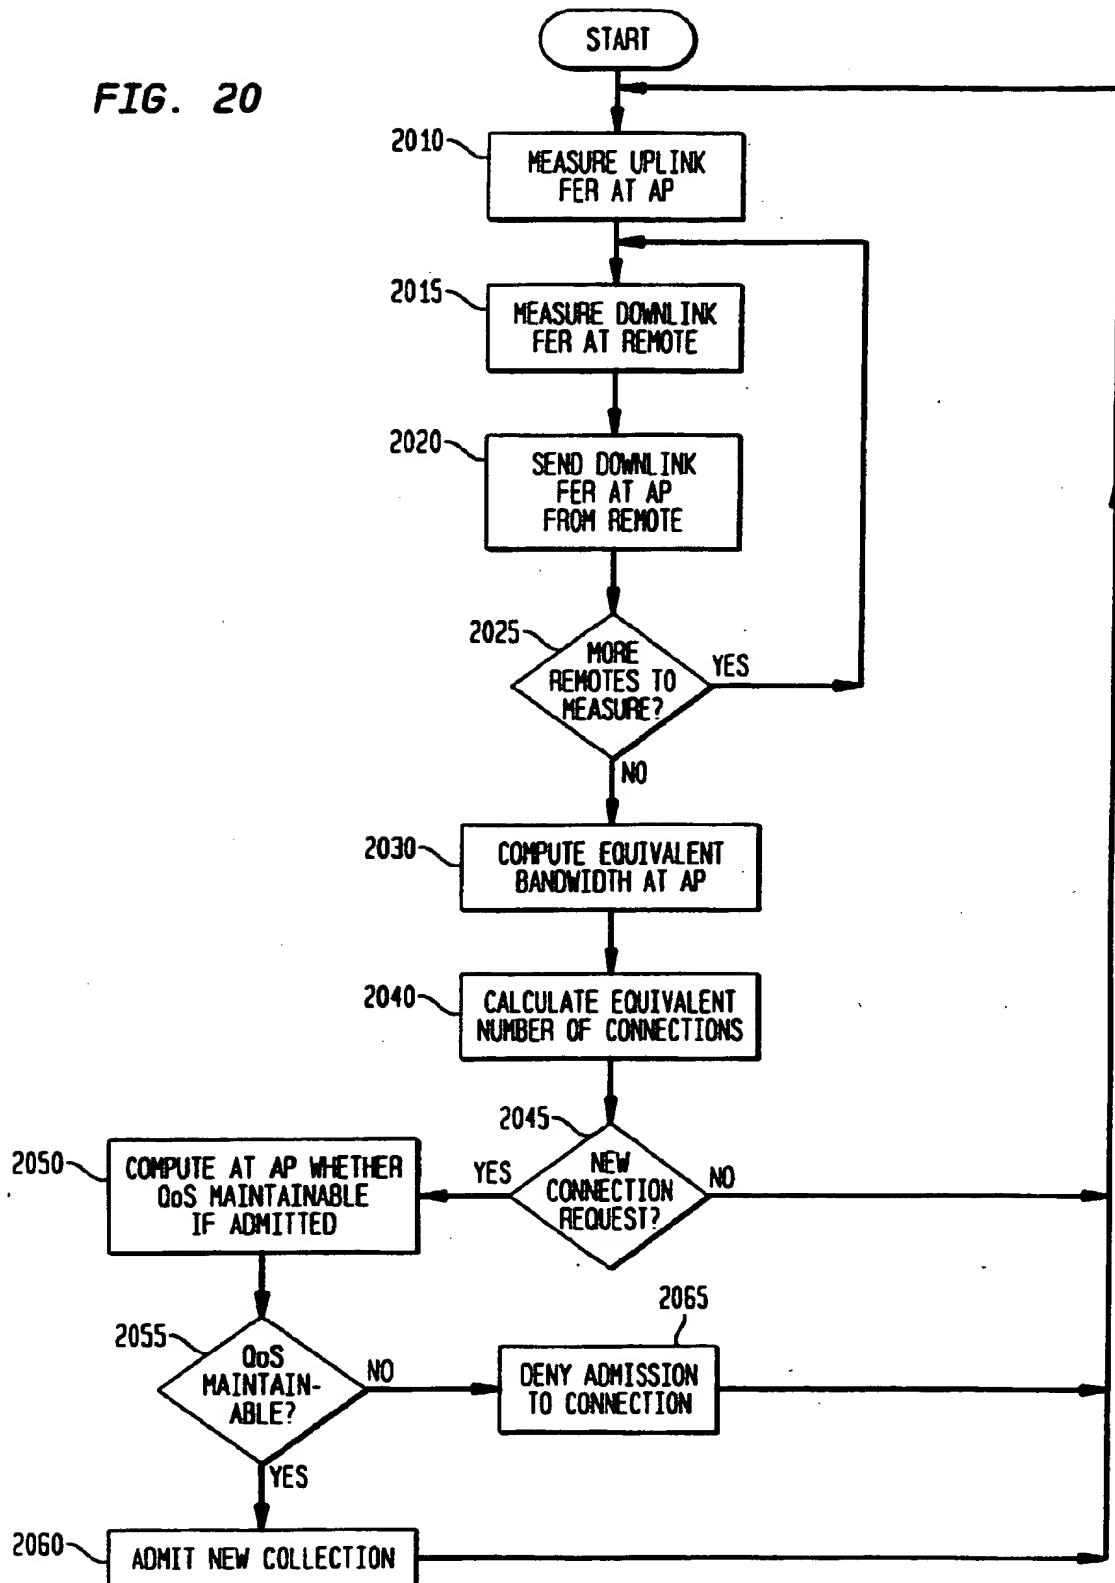 FIG. 20
START
2010
MEASURE UPLINK
FER AT AP
2015
MEASURE DOWNLINK
FER AT REMOTE
2020
SEND DOWNLINK
FER AT AP
FROM REMOTE
2025
MORE
REMOTES TO
MEASURE?
YES
NO
2030
COMPUTE EQUIVALENT
BANDWIDTH AT AP
2040
CALCULATE EQUIVALENT
NUMBER OF CONNECTIONS
2045
NEW
CONNECTION
REQUEST?
YES
NO
2050
COMPUTE AT AP WHETHER
QoS MAINTAINABLE
IF ADMITTED
2055
QoS
MAINTAIN-
ABLE?
NO
YES
2065
DENY ADMISSION
TO CONNECTION
2060
ADMIT NEW COLLECTION